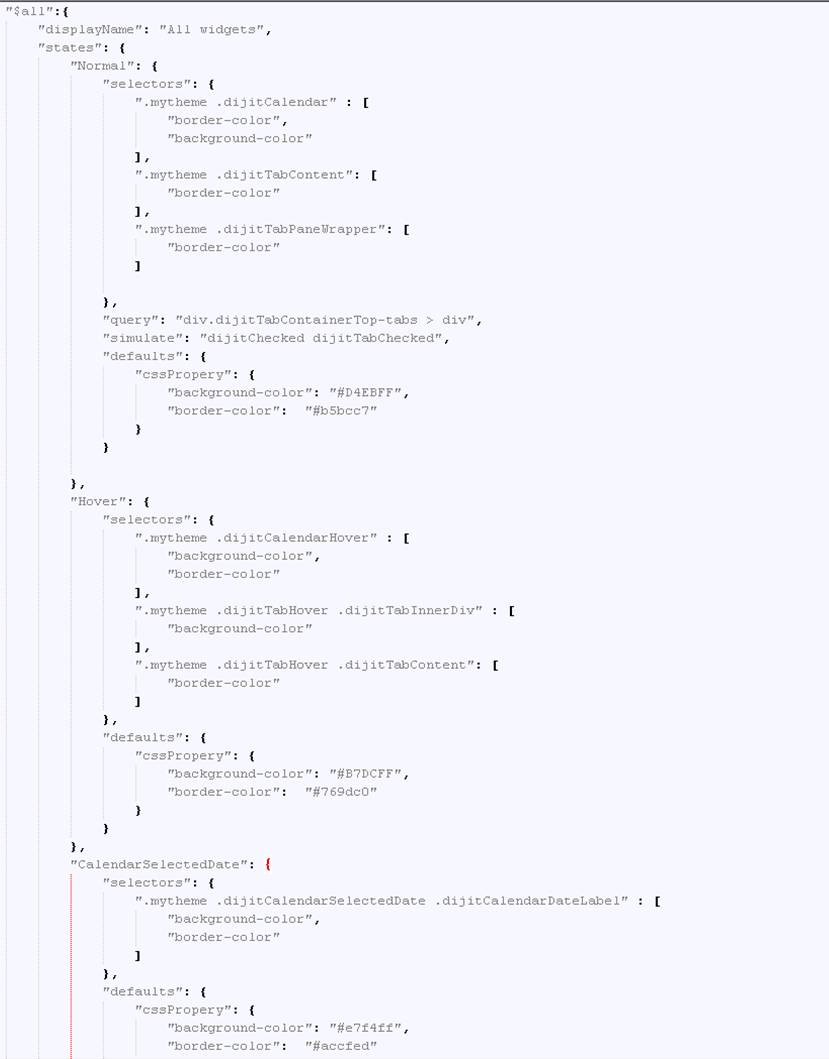 "$all":{
"displayName": "All widgets",
"states": {
"Normal": {
"selectors": {
".mytheme .dijitCalendar" : [
"border-color",
"background-color"
],
".mytheme .dijitTabContent": [
"border-color"
],
".mytheme .dijitTabPaneWrapper": [
"border-color"
]
},
"query": "div.dijitTabContainerTop-tabs > div",
"simulate": "dijitChecked dijitTabChecked",
"defaults": {
"cssPropery": {
"background-color": "#D4EBFF",
"border-color":  "#b5bcc7"
}
}
},
"Hover": {
"selectors": {
".mytheme .dijitCalendarHover" : [
"background-color",
"border-color"
],
".mytheme .dijitTabHover .dijitTabInnerDiv" : [
"background-color"
],
".mytheme .dijitTabHover .dijitTabContent": [
"border-color"
]
},
"defaults": {
"cssPropery": {
"background-color": "#B7DCFF",
"border-color":  "#769dc0"
}
}
},
"CalendarSelectedDate": {
"selectors": {
".mytheme .dijitCalendarSelectedDate .dijitCalendarDateLabel" : [
"background-color",
"border-color"
]
},
"defaults": {
"cssPropery": {
"background-color": "#e7f4ff",
"border-color":  "#accfed"